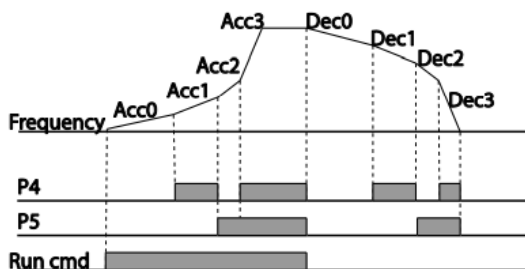 Acc3
Dec0
Dec1
Acc2
Dec2
Acc1
Dec3
Acc0
Frequency
P4
P5
Run cmd